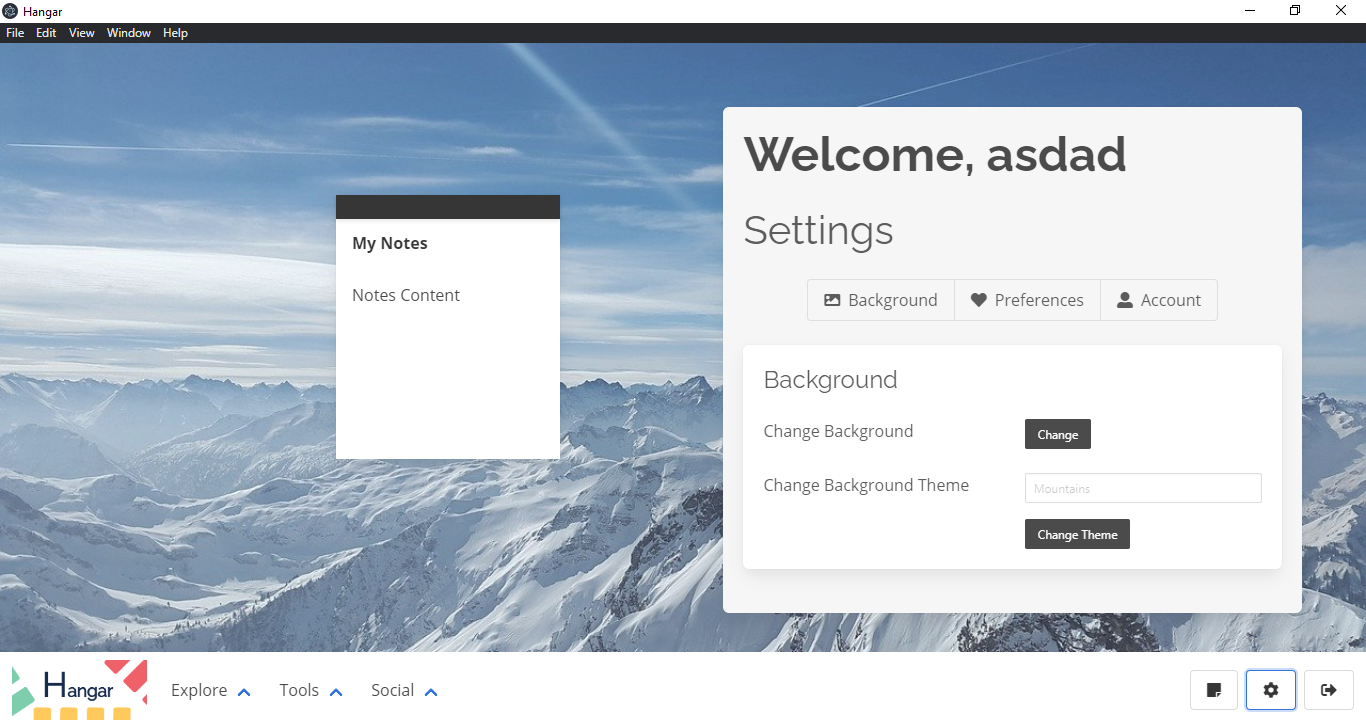 Hangar
File Edit View Window Help
My Notes
Notes Content
Welcome, asdad
Settings
Background Preferences Account
Background
Change Background Change
Change Background Theme Mountains
Change Theme
Hangar Explore Tools Social